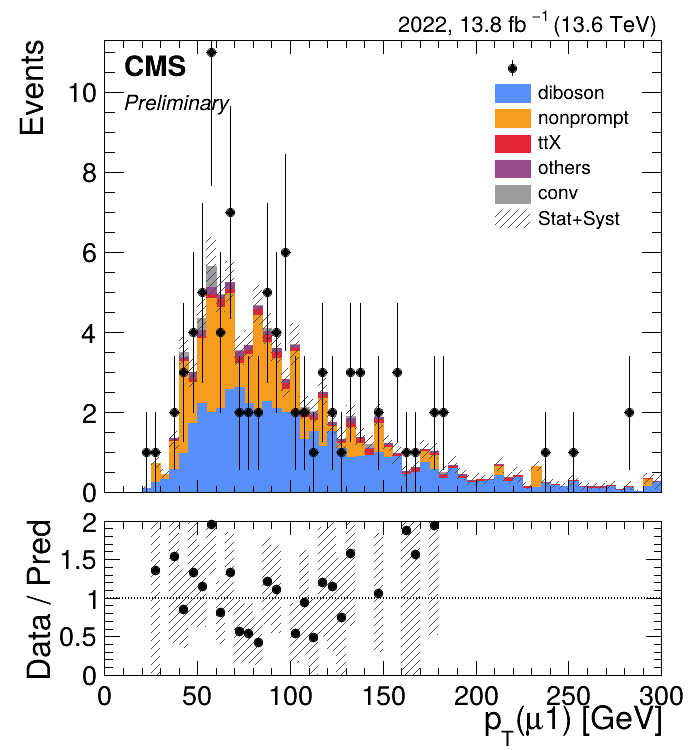 2022, 13.8 fb⁻¹ (13.6 TeV)
Events
CMS
Preliminary
diboson
nonprompt
ttX
others
conv
Stat+Syst
10
8
6
4
2
0
Data / Pred
2
1.5
1
0.5
0
0 50 100 150 200 250 300
p_T(μ1) [GeV]